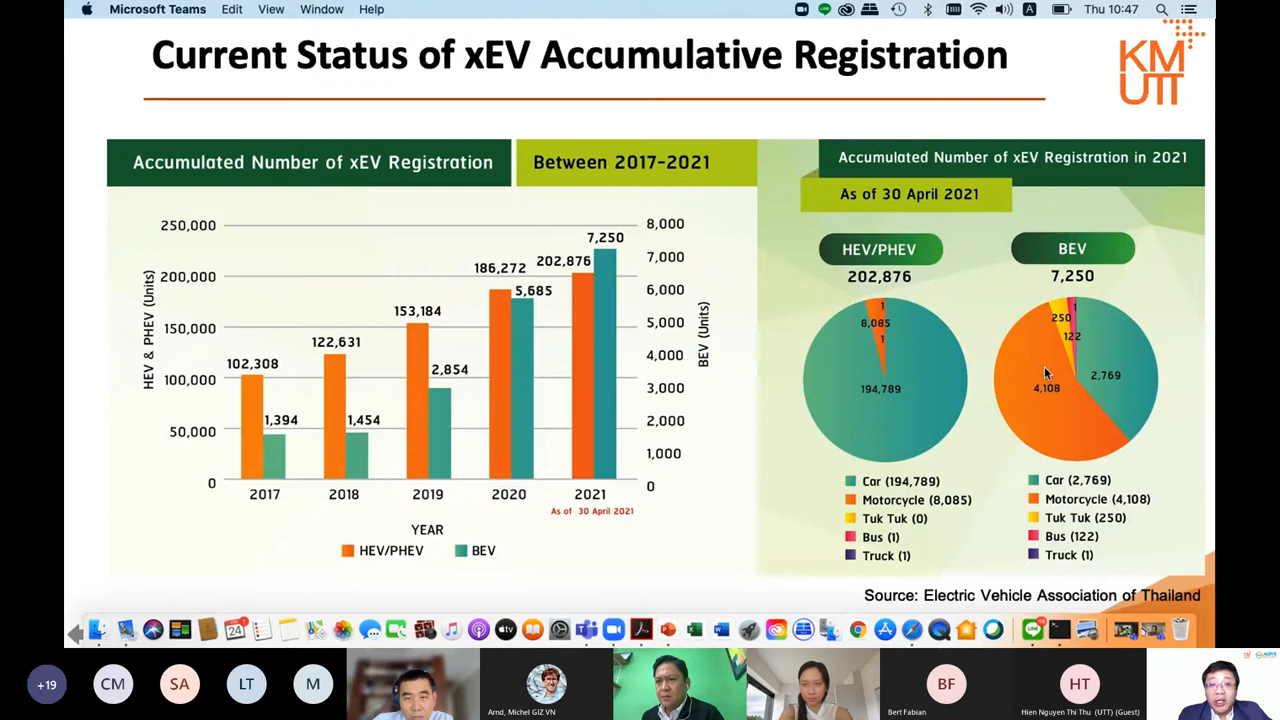 Microsoft Teams Edit View Window Help
A Thu 10:47
Current Status of xEV Accumulative Registration
KM
UTT
Accumulated Number of xEV Registration
Between 2017-2021
250,000
200,000
150,000
100,000
50,000
0
HEV & PHEV (Units)
8,000
7,000
6,000
5,000
4,000
3,000
2,000
1,000
0
BEV (Units)
102,308
1,394
122,631
1,454
153,184
2,854
186,272
5,685
202,876
7,250
2017 2018 2019 2020 2021
As of 30 April 2021
YEAR
HEV/PHEV
BEV
Accumulated Number of xEV Registration in 2021
As of 30 April 2021
HEV/PHEV
202,876
1
8,085
1
194,789
Car (194,789)
Motorcycle (8,085)
Tuk Tuk (0)
Bus (1)
Truck (1)
BEV
7,250
1
250
122
2,769
4,108
Car (2,769)
Motorcycle (4,108)
Tuk Tuk (250)
Bus (122)
Truck (1)
Source: Electric Vehicle Association of Thailand
24
tv
+19
CM
SA
LT
M
Arnd, Michel GIZ VN
BF
Bert Fabian
HT
Hien Nguyen Thi Thu (UTT) (Guest)